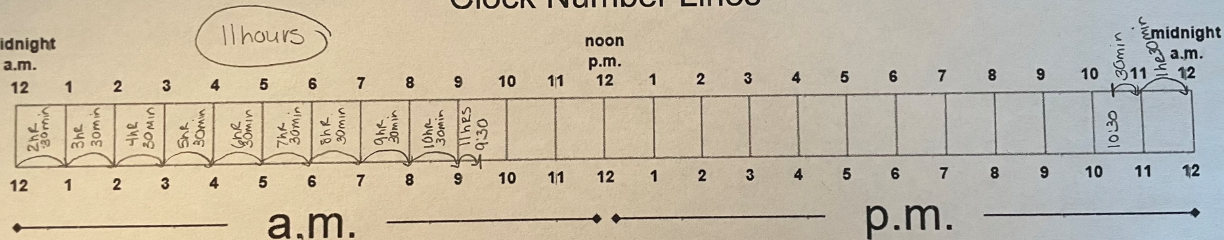 Clock Number Lines
11hours
idnight noon midnight
a.m. p.m. a.m.
30min
1hr30min
12 1 2 3 4 5 6 7 8 9 10 11 12 1 2 3 4 5 6 7 8 9 10 11 12
2hR 30min
3hR 30min
4hR 30min
5hR 30min
6hR 30min
7hR 30min
8hR 30min
9hR 30min
10hR 30min
11hRS 9:30
10:30
12 1 2 3 4 5 6 7 8 9 10 11 12 1 2 3 4 5 6 7 8 9 10 11 12
a.m. p.m.